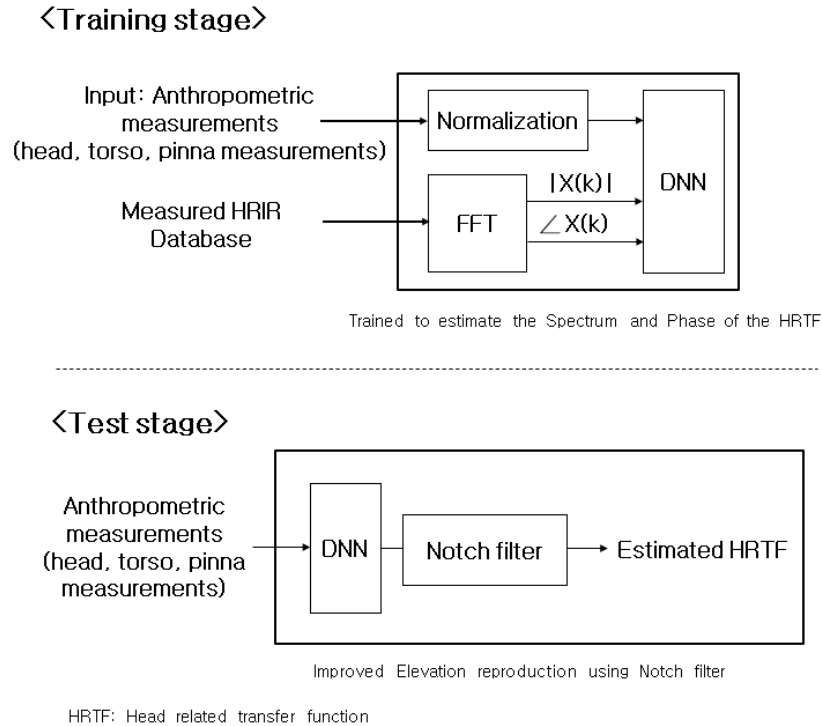 <Training stage>
Input: Anthropometric
measurements
(head, torso, pinna measurements)
Normalization
Measured HRIR
Database
FFT
|X(k)|
∠X(k)
DNN
Trained to estimate the Spectrum and Phase of the HRTF
<Test stage>
Anthropometric
measurements
(head, torso, pinna
measurements)
DNN
Notch filter
Estimated HRTF
Improved Elevation reproduction using Notch filter
HRTF: Head related transfer function